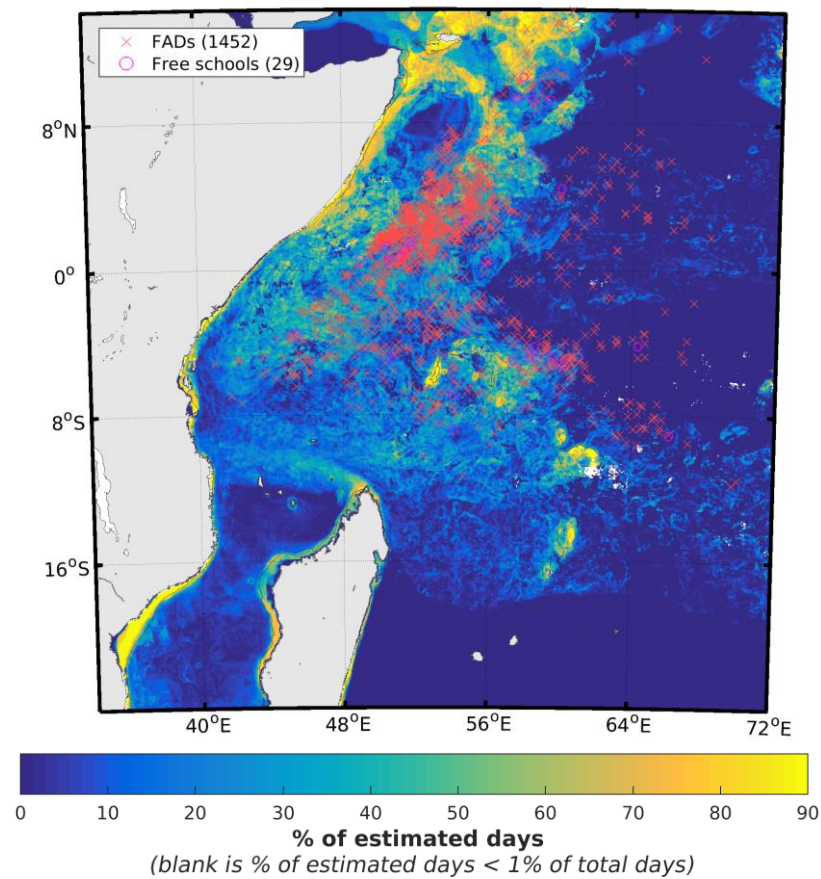 FADs (1452)
Free schools (29)
8°N
0°
8°S
16°S
40°E
48°E
56°E
64°E
72°E
0 10 20 30 40 50 60 70 80 90
% of estimated days
(blank is % of estimated days < 1% of total days)